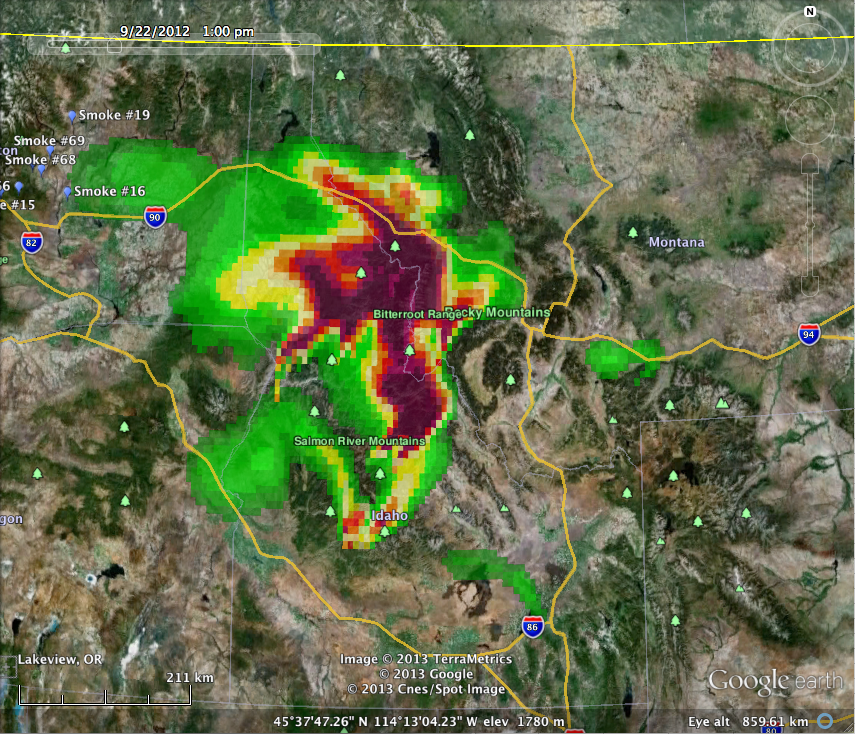 N
9/22/2012 1:00 pm
Smoke #19
Smoke #69
Smoke #68
Smoke #16
#15
90
82
Montana
Bitterroot Range
Rocky Mountains
94
Salmon River Mountains
Idaho
86
Lakeview, OR
211 km
Image © 2013 TerraMetrics
© 2013 Google
© 2013 Cnes/Spot Image
Google earth
45°37'47.26" N 114°13'04.23" W elev 1780 m
Eye alt 859.61 km
80